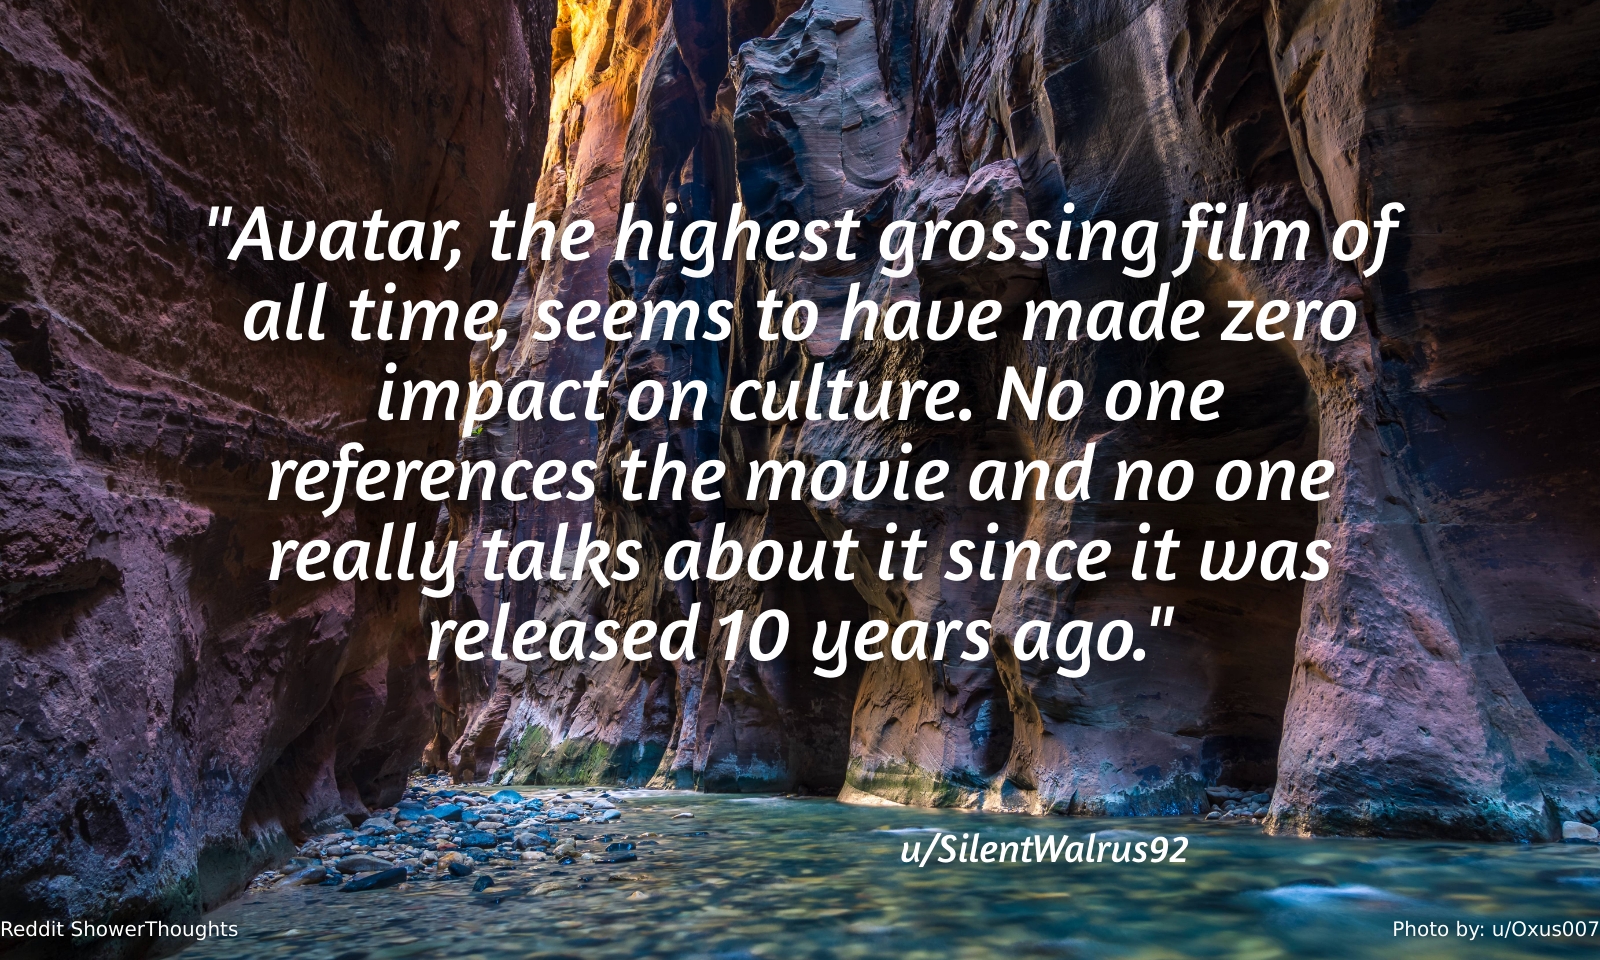 "Avatar, the highest grossing film of
all time, seems to have made zero
impact on culture. No one
references the movie and no one
really talks about it since it was
released 10 years ago."
u/SilentWalrus92
Reddit ShowerThoughts
Photo by: u/Oxus007